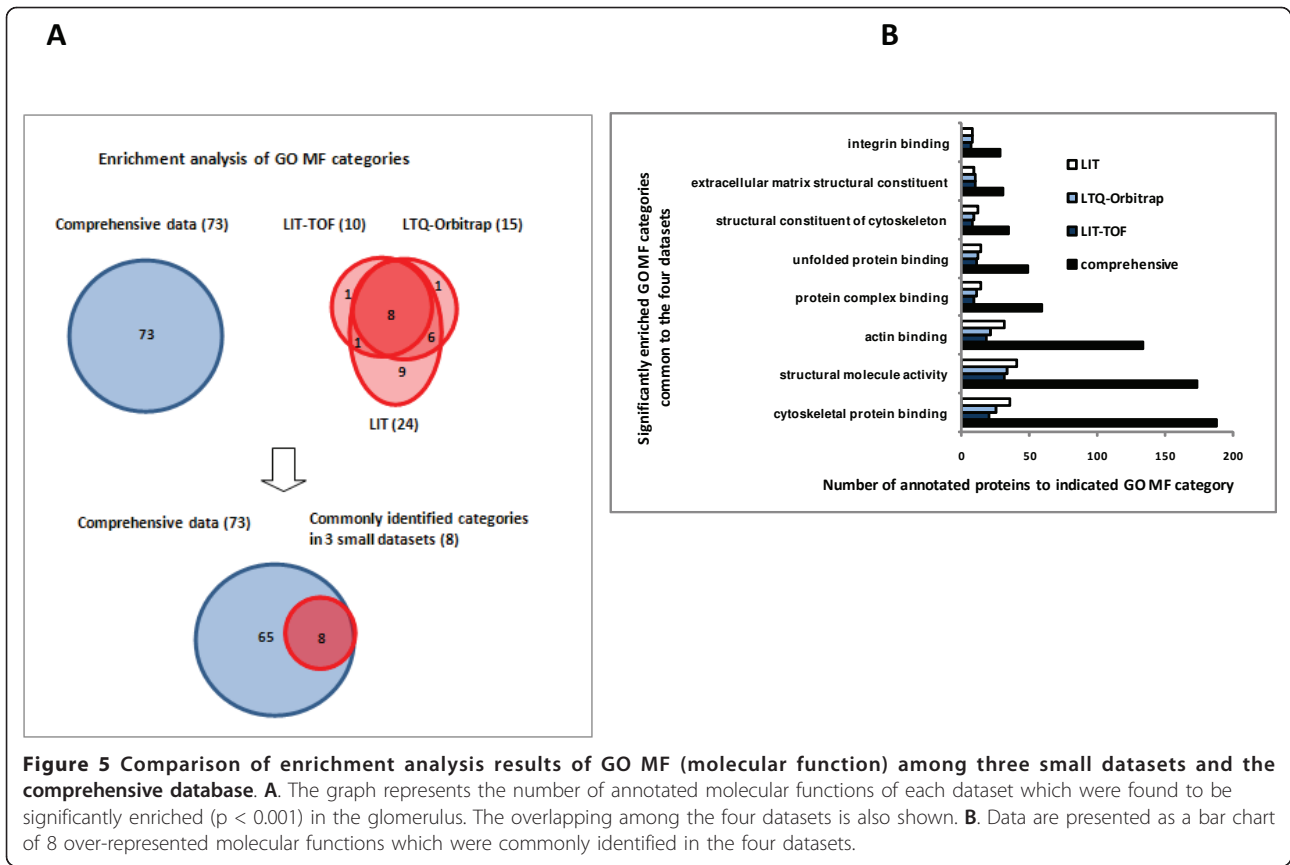 A
B
Enrichment analysis of GO MF categories
Comprehensive data (73)
LIT-TOF (10)
LTQ-Orbitrap (15)
73
1
1
8
1
6
9
LIT (24)
Comprehensive data (73)
Commonly identified categories
in 3 small datasets (8)
65
8
Significantly enriched GO MF categories
common to the four datasets
integrin binding
extracellular matrix structural constituent
structural constituent of cytoskeleton
unfolded protein binding
protein complex binding
actin binding
structural molecule activity
cytoskeletal protein binding
LIT
LTQ-Orbitrap
LIT-TOF
comprehensive
0 50 100 150 200
Number of annotated proteins to indicated GO MF category
Figure 5 Comparison of enrichment analysis results of GO MF (molecular function) among three small datasets and the
comprehensive database. A. The graph represents the number of annotated molecular functions of each dataset which were found to be
significantly enriched (p < 0.001) in the glomerulus. The overlapping among the four datasets is also shown. B. Data are presented as a bar chart
of 8 over-represented molecular functions which were commonly identified in the four datasets.